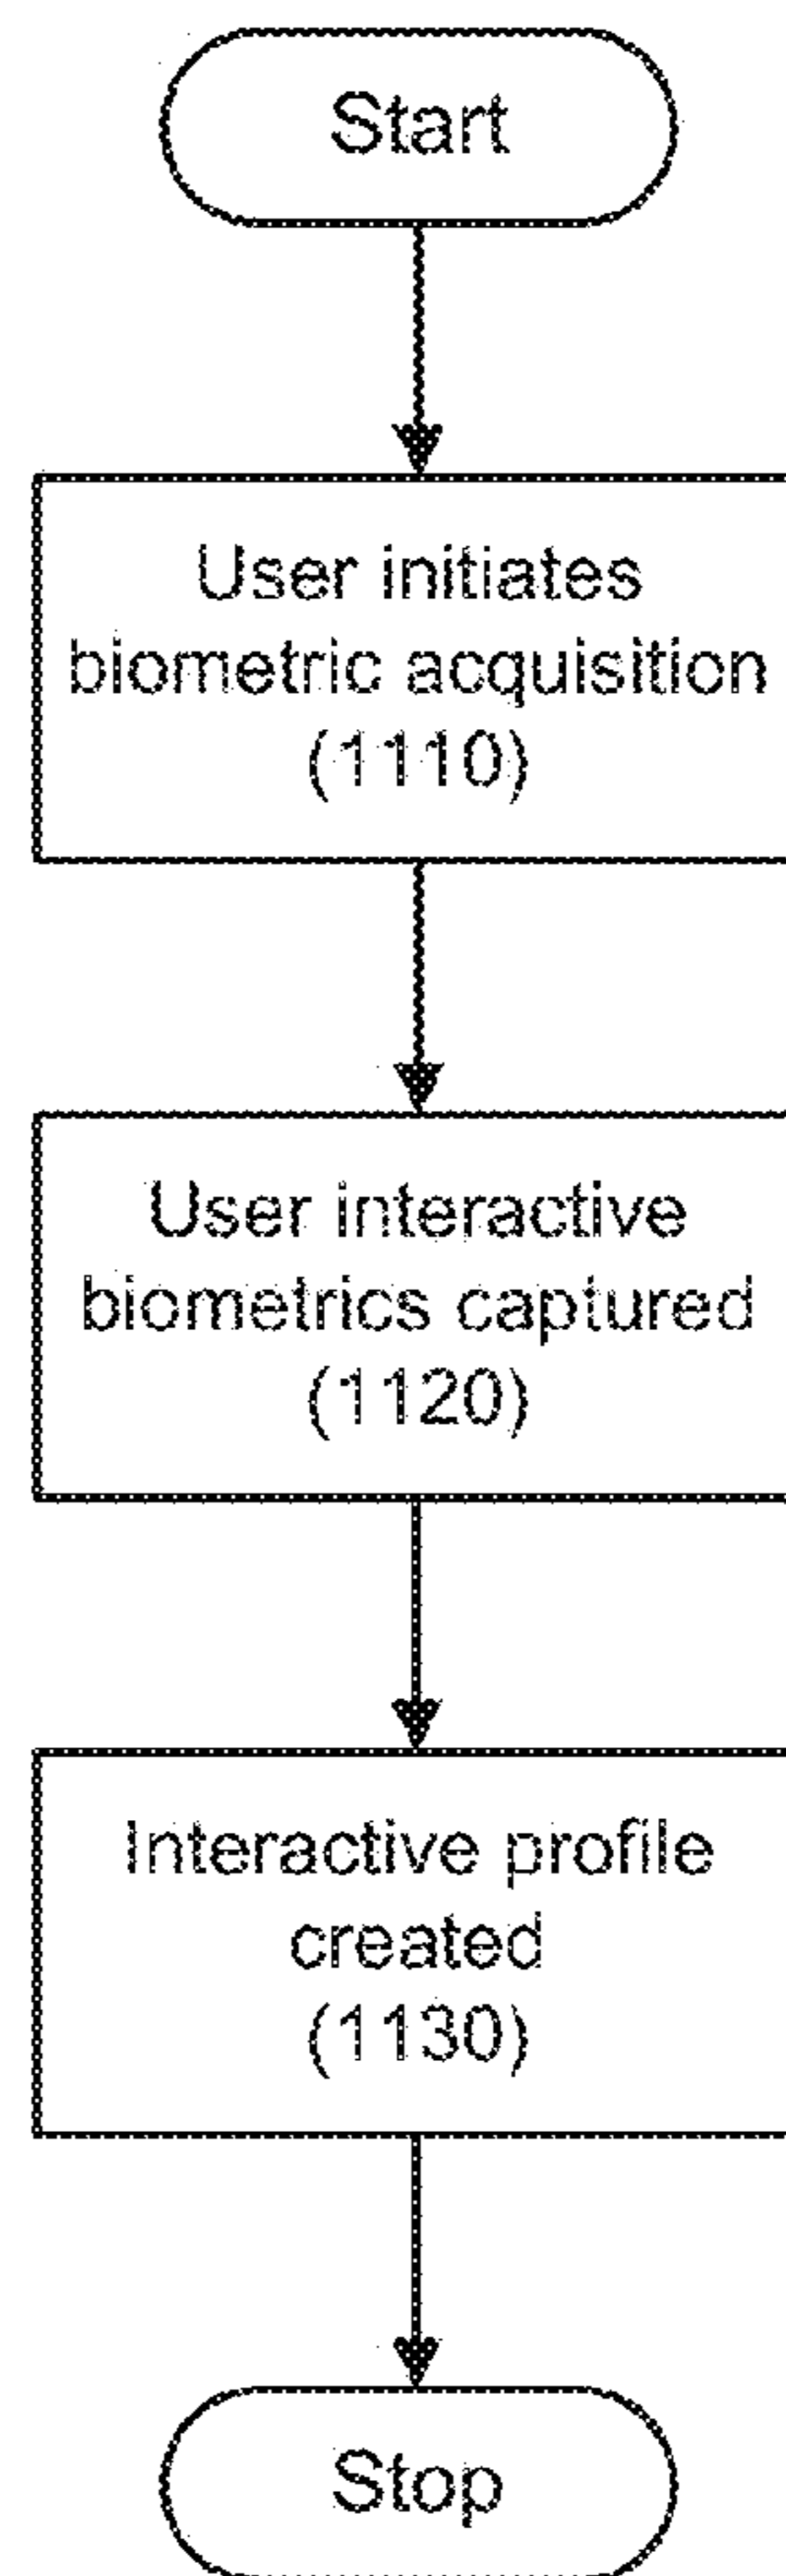 Start
User initiates
biometric acquisition
(1110)
User interactive
biometrics captured
(1120)
Interactive profile
created
(1130)
Stop